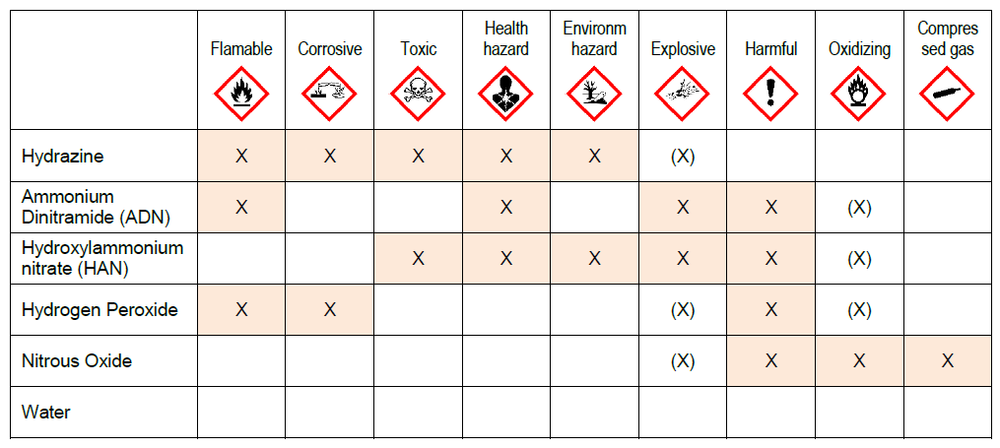 Flamable Corrosive Toxic Health hazard Environm hazard Explosive Harmful Oxidizing Compres sed gas
Hydrazine X X X X X (X)
Ammonium
Dinitramide (ADN) X X X X (X)
Hydroxylammonium
nitrate (HAN) X X X X X (X)
Hydrogen Peroxide X X (X) X (X)
Nitrous Oxide (X) X X X
Water